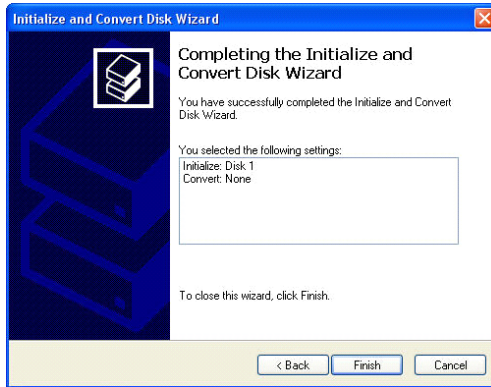 Initialize and Convert Disk Wizard
Completing the Initialize and
Convert Disk Wizard
You have successfully completed the Initialize and Convert
Disk Wizard.
You selected the following settings:
Initialize: Disk 1
Convert: None
To close this wizard, click Finish.
< Back
Finish
Cancel